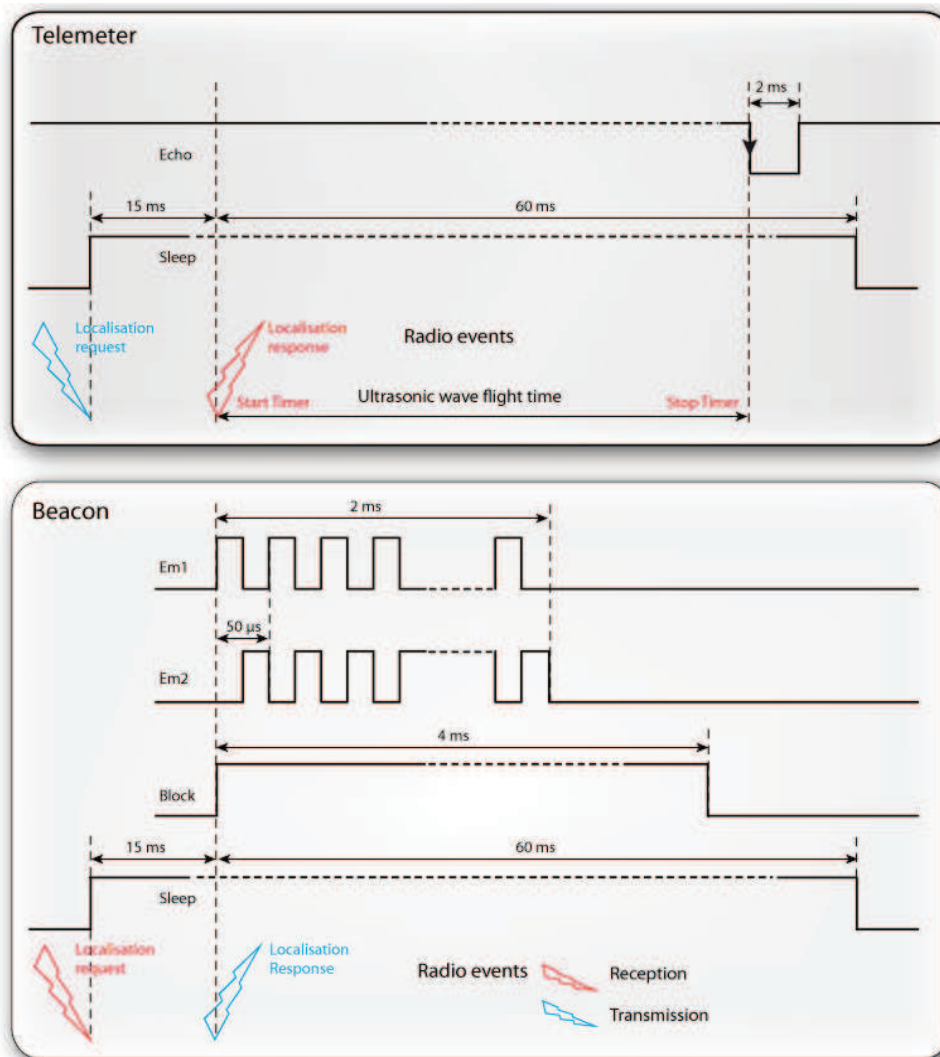 Telemeter
2 ms
Echo
15 ms
60 ms
Sleep
Localisation
request
Localisation
response
Radio events
Start Timer
Ultrasonic wave flight time
Stop Timer
Beacon
2 ms
Em1
50 µs
Em2
4 ms
Block
15 ms
60 ms
Sleep
Localisation
request
Localisation
Response
Radio events
Reception
Transmission